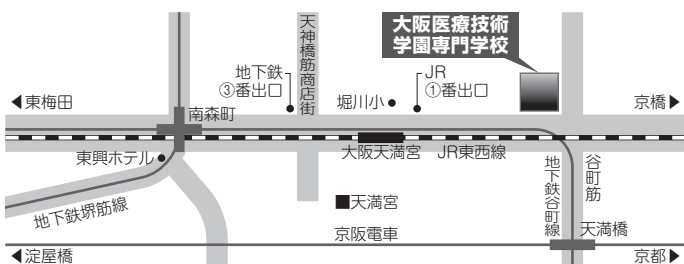 大阪医療技術
学園専門学校
天神橋筋商店街
地下鉄
③番出口
JR
①番出口
堀川小
◀東梅田
京橋▶
南森町
東興ホテル
大阪天満宮
JR東西線
地下鉄堺筋線
■天満宮
地下鉄谷町線
谷町筋
天満橋
京阪電車
◀淀屋橋
京都▶